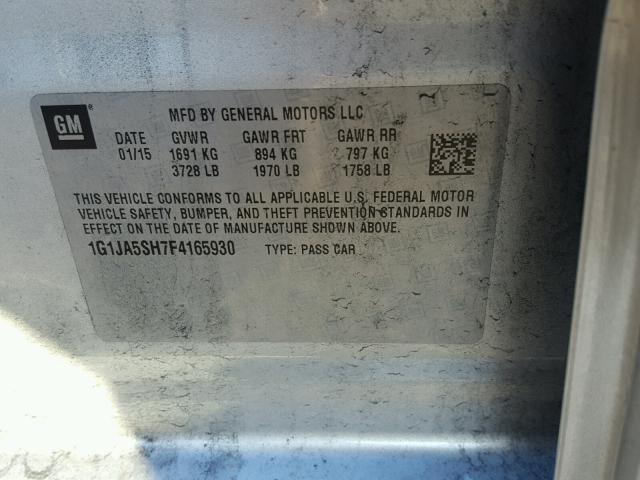 GM®
MFD BY GENERAL MOTORS LLC
DATE GVWR GAWR FRT GAWR RR
01/15 1691 KG 894 KG 797 KG
3728 LB 1970 LB 1758 LB
THIS VEHICLE CONFORMS TO ALL APPLICABLE U.S. FEDERAL MOTOR
VEHICLE SAFETY, BUMPER, AND THEFT PREVENTION STANDARDS IN
EFFECT ON THE DATE OF MANUFACTURE SHOWN ABOVE.
1G1JA5SH7F4165930 TYPE: PASS CAR